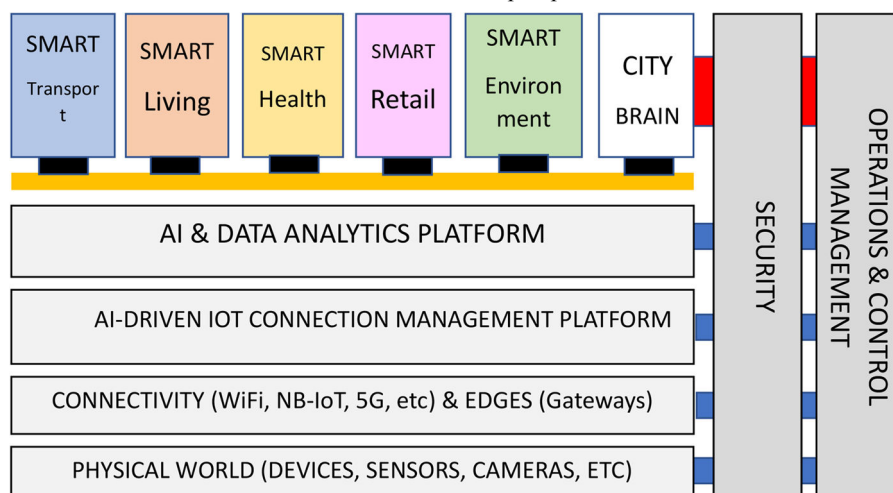 SMART
Transpor
t
SMART
Living
SMART
Health
SMART
Retail
SMART
Environ
ment
CITY
BRAIN
AI & DATA ANALYTICS PLATFORM
AI-DRIVEN IOT CONNECTION MANAGEMENT PLATFORM
CONNECTIVITY (WiFi, NB-IoT, 5G, etc) & EDGES (Gateways)
PHYSICAL WORLD (DEVICES, SENSORS, CAMERAS, ETC)
SECURITY
OPERATIONS & CONTROL
MANAGEMENT